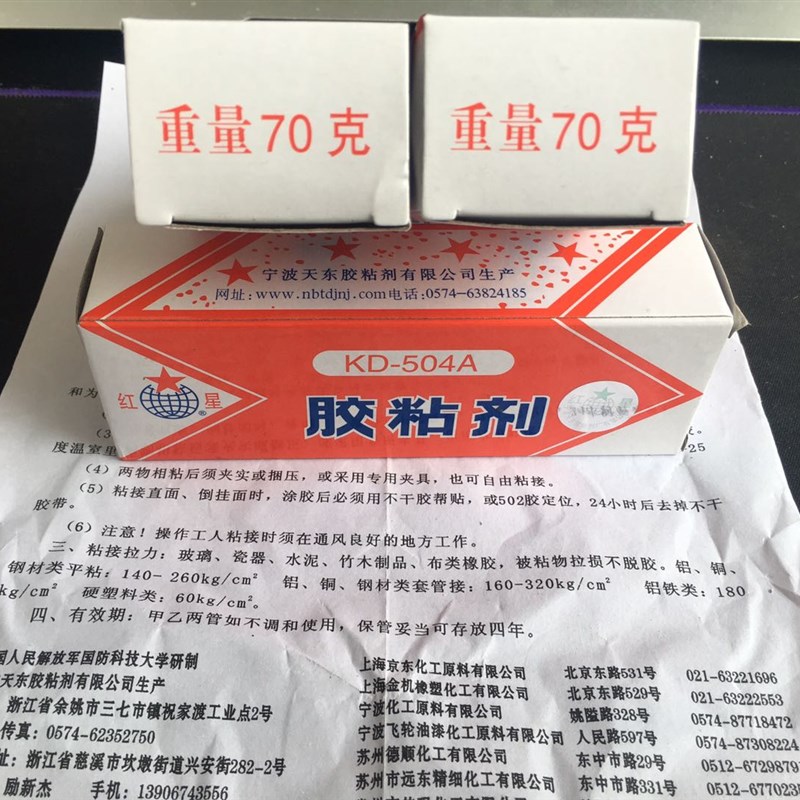 重量70克
重量70克
宁波天东胶粘剂有限公司生产
网址:www.nbtdjnj.com电话:0574-63824185
KD-504A
红星®
胶粘剂
和为
(3
度温室里
25
(4) 两物相粘后须夹实或捆压，或采用专用夹具，也可自由粘接。
(5) 粘接直面、倒挂面时，涂胶后必须用不干胶帮贴，或502胶定位，24小时后去掉不干
胶带。
(6) 注意！操作工人粘接时须在通风良好的地方工作。
三、粘接拉力：玻璃、瓷器、水泥、竹木制品、布类橡胶，被粘物拉损不脱胶。铝、铜、
钢材类平粘：140-260kg/cm² 铝、铜、钢材类套管接：160-320kg/cm² 铝铁类：180
kg/cm² 硬塑料类：60kg/cm²。
四、有效期：甲乙两管如不调和使用，保管妥当可存放四年。
国人民解放军国防科技大学研制
天东胶粘剂有限公司生产
浙江省余姚市三七市镇祝家渡工业点2号
传真：0574-62352750
址：浙江省慈溪市坎墩街道兴安街282-2号
励新杰 手机：13906743556
上海京东化工原料有限公司 北京东路531号 021-63221696
上海金机橡塑化工有限公司 北京东路529号 021-63222553
宁波化工原料有限公司 姚隘路328号 0574-87718472
宁波飞轮油漆化工有限公司 人民路597号 0574-87308224
苏州德顺化工有限公司 东中市路29号 0512-6729879
苏州市远东精细化工有限公司 东中市路331号 0512-677023